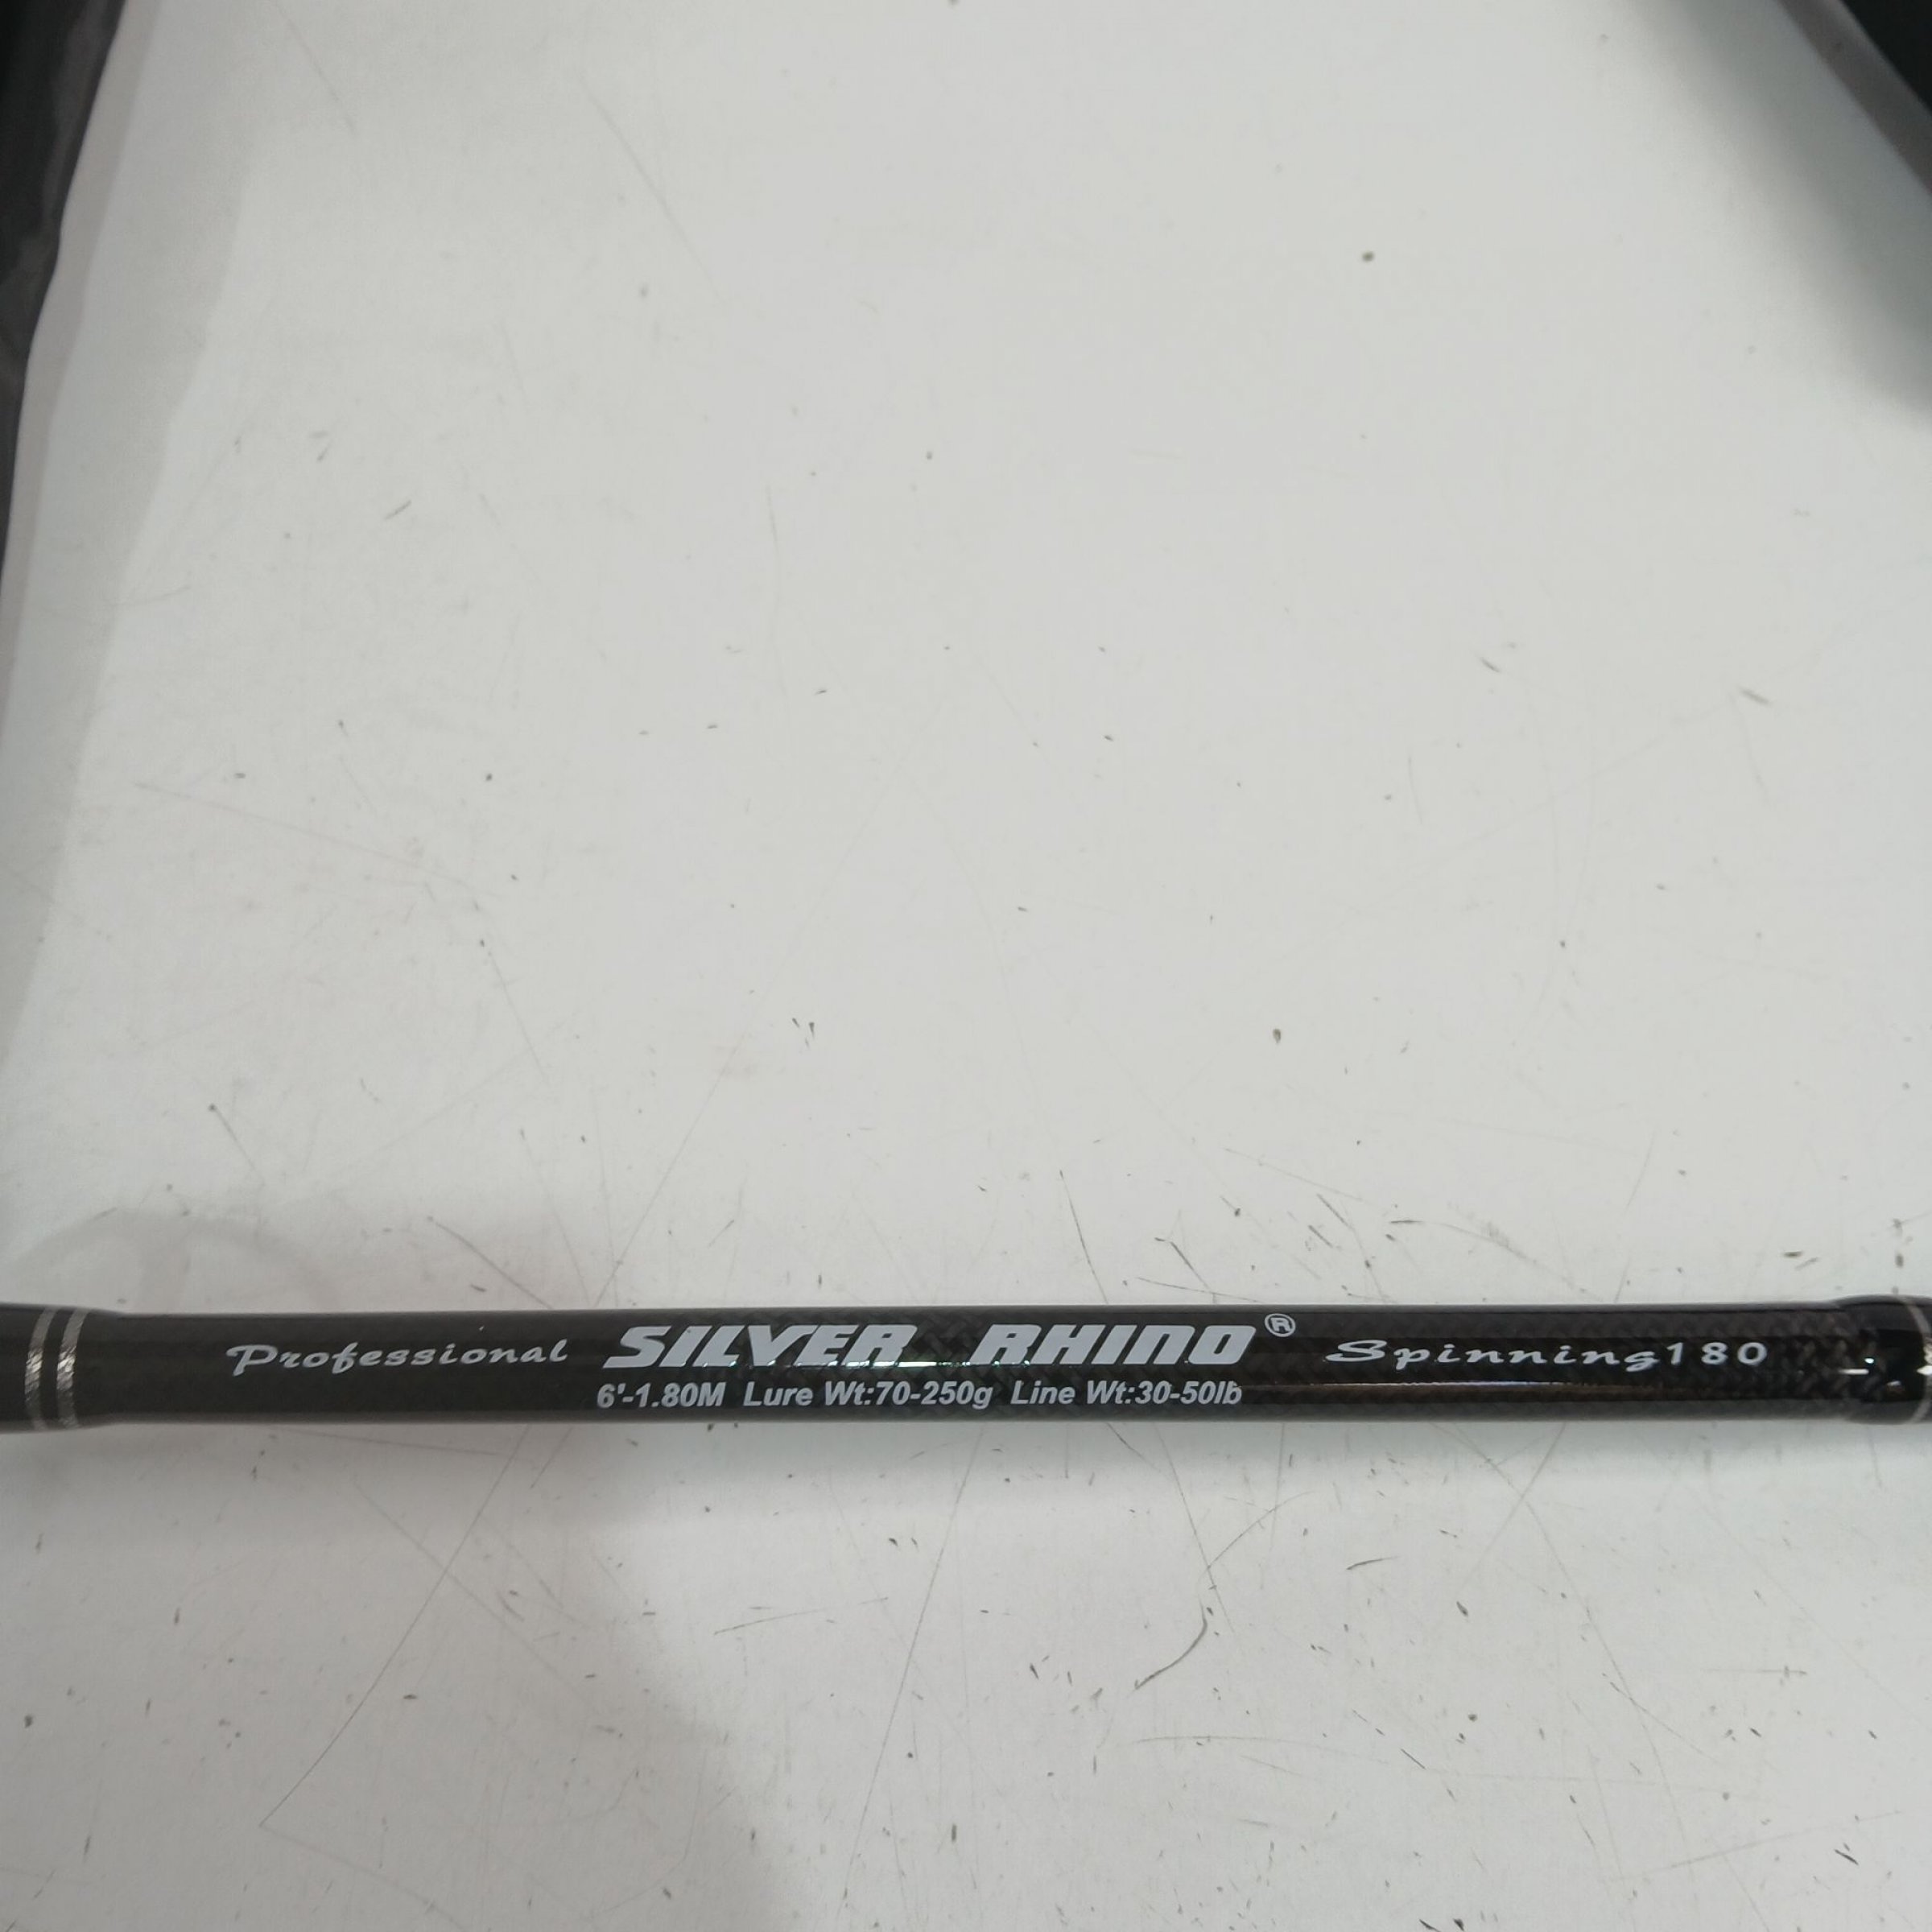 Professional SILVER RHINO® Spinning180
6'-1.80M Lure Wt:70-250g Line Wt:30-50lb